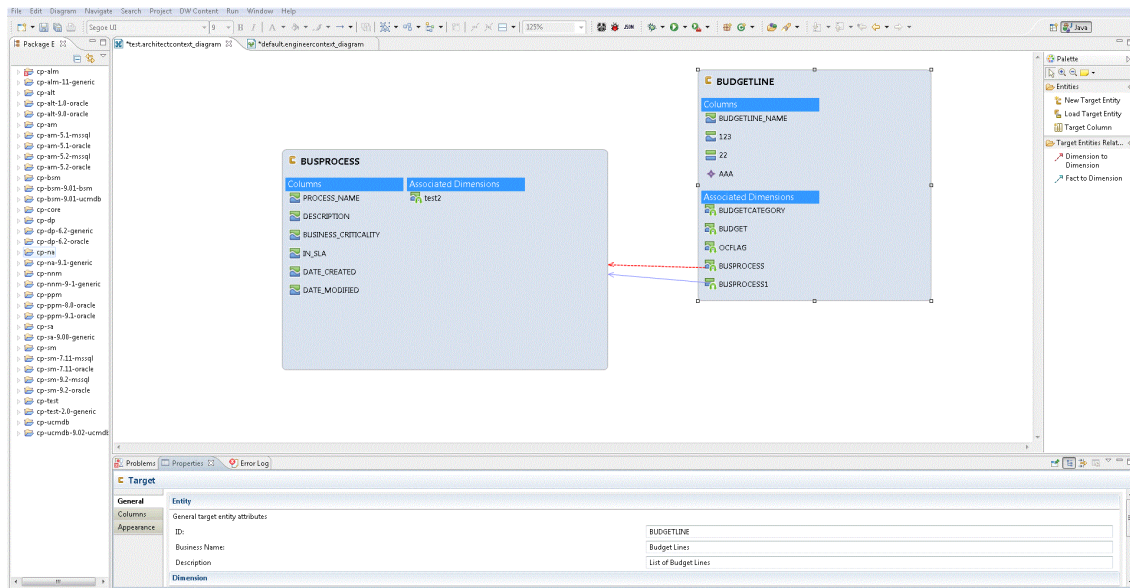 File Edit Diagram Navigate Search Project DW Content Run Window Help
Segoe UI 9 B I A 125% JSON Java
Package E
*test.architectcontext_diagram *default.engineercontext_diagram
cp-alm
cp-alm-11-generic
cp-alt
cp-alt-1.0-oracle
cp-alt-9.0-oracle
cp-am
cp-am-5.1-mssql
cp-am-5.1-oracle
cp-am-5.2-mssql
cp-am-5.2-oracle
cp-bsm
cp-bsm-9.01-bsm
cp-bsm-9.01-ucmdb
cp-core
cp-dp
cp-dp-6.2-generic
cp-dp-6.2-oracle
cp-na
cp-na-9.1-generic
cp-nnm
cp-nnm-9-1-generic
cp-ppm
cp-ppm-8.0-oracle
cp-ppm-9.1-oracle
cp-sa
cp-sa-9.00-generic
cp-sm
cp-sm-7.11-mssql
cp-sm-7.11-oracle
cp-sm-9.2-mssql
cp-sm-9.2-oracle
cp-test
cp-test-2.0-generic
cp-ucmdb
cp-ucmdb-9.02-ucmdb
BUSPROCESS
Columns
PROCESS_NAME
DESCRIPTION
BUSINESS_CRITICALITY
IN_SLA
DATE_CREATED
DATE_MODIFIED
Associated Dimensions
test2
BUDGETLINE
Columns
BUDGETLINE_NAME
123
22
AAA
Associated Dimensions
BUDGETCATEGORY
BUDGET
OCFLAG
BUSPROCESS
BUSPROCESS1
Palette
Entities
New Target Entity
Load Target Entity
Target Column
Target Entities Relat...
Dimension to
Dimension
Fact to Dimension
Problems Properties Error Log
Target
General
Columns
Appearance
Entity
General target entity attributes
ID: BUDGETLINE
Business Name: Budget Lines
Description List of Budget Lines
Dimension